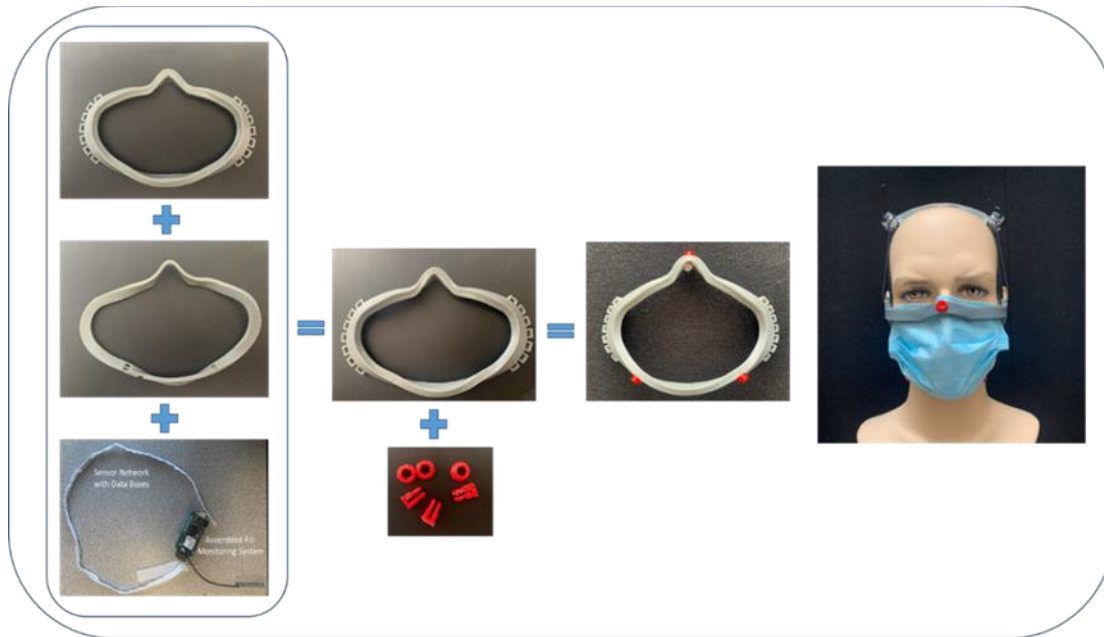 Sensor Network
with Data Buses
Assembled Fit-
Monitoring System